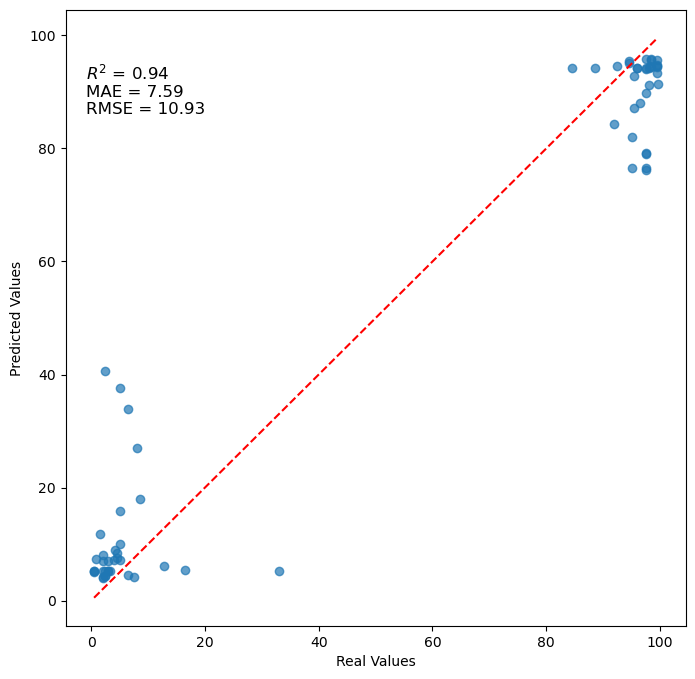 100
80
60
40
20
0
Predicted Values
R² = 0.94
MAE = 7.59
RMSE = 10.93
0 20 40 60 80 100
Real Values